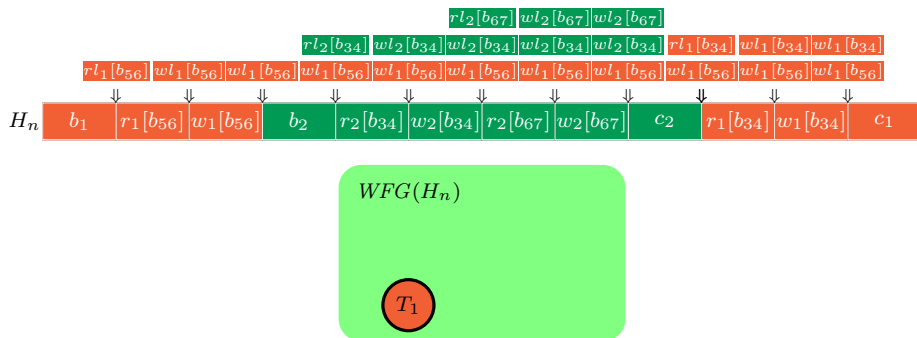 rl₂[b₆₇] wl₂[b₆₇] wl₂[b₆₇]
rl₂[b₃₄] wl₂[b₃₄] wl₂[b₃₄] wl₂[b₃₄] wl₂[b₃₄] rl₁[b₃₄] wl₁[b₃₄] wl₁[b₃₄]
rl₁[b₅₆] wl₁[b₅₆] wl₁[b₅₆] wl₁[b₅₆] wl₁[b₅₆] wl₁[b₅₆] wl₁[b₅₆] wl₁[b₅₆] wl₁[b₅₆] wl₁[b₅₆] wl₁[b₅₆]
⇓ ⇓ ⇓ ⇓ ⇓ ⇓ ⇓ ⇓ ⇓ ⇓ ⇓
Hₙ b₁ r₁[b₅₆] w₁[b₅₆] b₂ r₂[b₃₄] w₂[b₃₄] r₂[b₆₇] w₂[b₆₇] c₂ r₁[b₃₄] w₁[b₃₄] c₁
WFG(Hₙ)
T₁